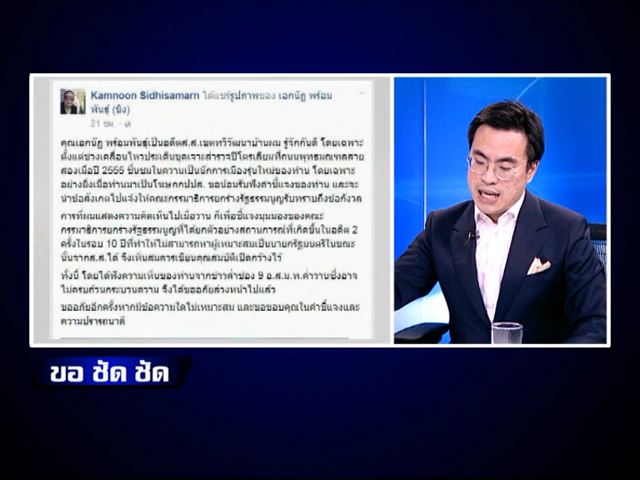 Kamnoon Sidhisamarn ได้แชร์รูปภาพของ เอกนัฏ พร้อม
พันธุ์ (ขิง)
21 ชม.
คุณเอกนัฏ พร้อมพันธุ์เป็นอดีตส.ส.เขตทวีวัฒนาบ้านผม รู้จักกันดี โดยเฉพาะ
ตั้งแต่ช่วงเคลื่อนไหวประเด็นขุดเจาะสำรวจปิโตรเลียมที่ถนนพุทธมณฑลสาย
สองเมื่อปี 2555 ชื่นชมในความเป็นนักการเมืองรุ่นใหม่ของท่าน โดยเฉพาะ
อย่างยิ่งเมื่อท่านมาเป็นโฆษกกปปส. ขอน้อมรับฟังคำชี้แจงของท่าน และจะ
นำข้อสังเกตไปแจ้งให้คณะกรรมาธิการยกร่างรัฐธรรมนูญรับทราบถึงข้อกังวล
การที่ผมแสดงความคิดเห็นไปเมื่อวาน ก็เพื่อชี้แจงมุมมองของคณะ
กรรมาธิการยกร่างรัฐธรรมนูญที่ได้ยกตัวอย่างสถานการณ์ที่เกิดขึ้นในอดีต 2
ครั้งในรอบ 10 ปีที่ทำให้ไม่สามารถหาผู้เหมาะสมเป็นนายกรัฐมนตรีในขณะ
นั้นจากส.ส.ได้ จึงเห็นสมควรเขียนคุณสมบัติเปิดกว้างไว้
ทั้งนี้ โดยได้ฟังความเห็นของท่านจากข่าวค่ำช่อง 9 อ.ส.ม.ท.ค่ำวานซึ่งอาจ
ไม่ครบถ้วนกระบวนความ จึงได้ขออภัยล่วงหน้าไปแล้ว
ขออภัยอีกครั้งหากมีข้อความใดไม่เหมาะสม และขอขอบคุณในคำชี้แจงและ
ความปรารถนาดี
ขอ ชัด ชัด